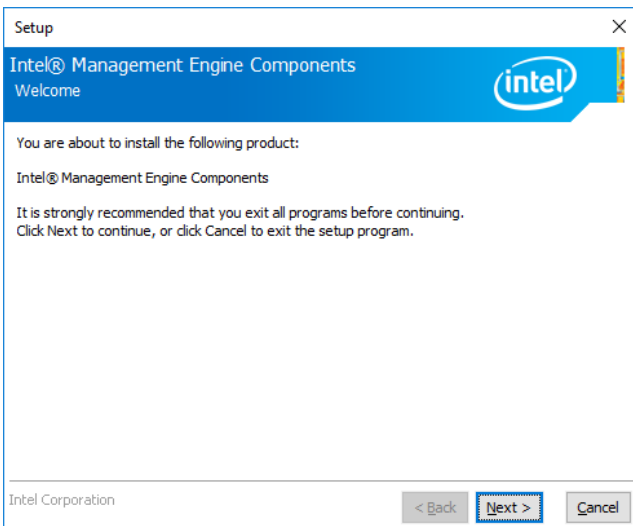 Setup
Intel® Management Engine Components
Welcome
intel
You are about to install the following product:
Intel® Management Engine Components
It is strongly recommended that you exit all programs before continuing.
Click Next to continue, or click Cancel to exit the setup program.
Intel Corporation
< Back Next > Cancel